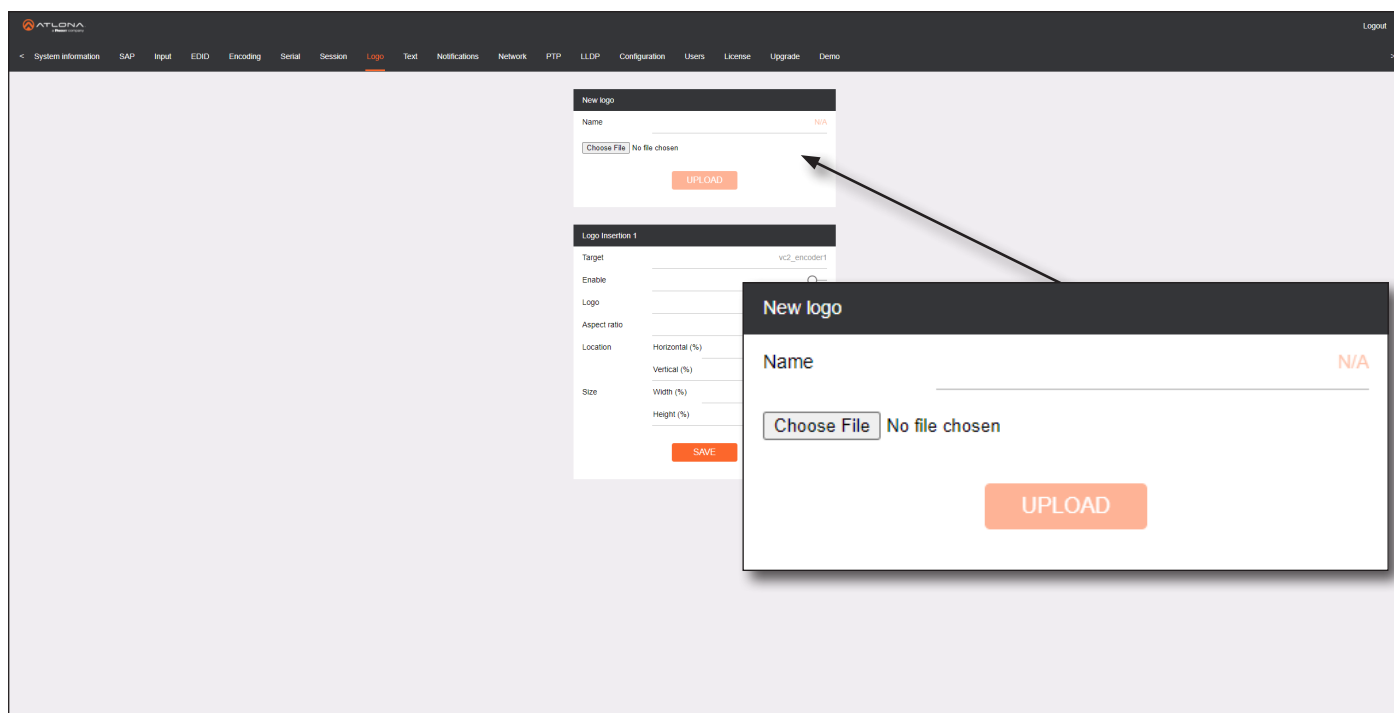 ATLONA
Logout
< System information SAP Input EDID Encoding Serial Session Logo Text Notifications Network PTP LLDP Configuration Users License Upgrade Demo >
New logo
Name N/A
Choose File No file chosen
UPLOAD
Logo Insertion 1
Target vc2_encoder1
Enable
Logo
Aspect ratio
Location Horizontal (%)
Vertical (%)
Size Width (%)
Height (%)
SAVE
New logo
Name N/A
Choose File No file chosen
UPLOAD